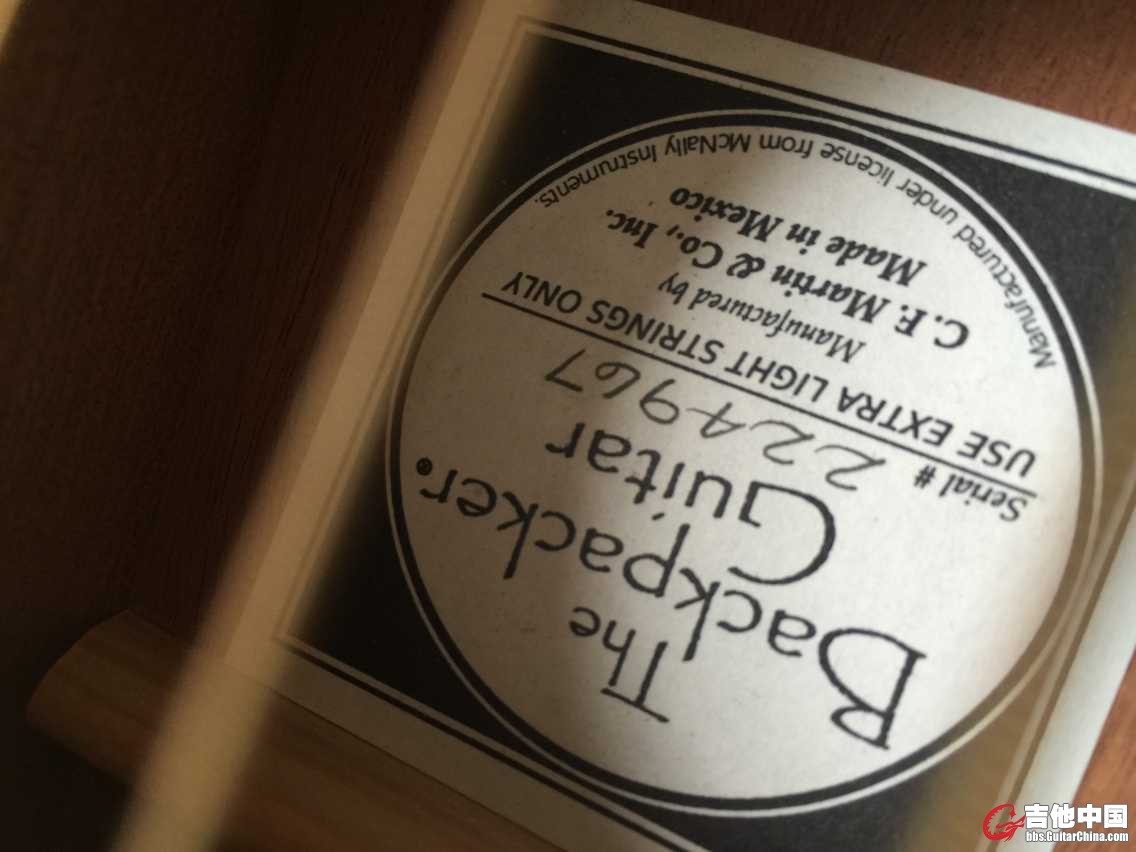 The
Backpacker®
Guitar
Serial # 224967
USE EXTRA LIGHT STRINGS ONLY
Manufactured by
C. F. Martin & Co., Inc.
Made in Mexico
Manufactured under license from McNally Instruments.
吉他中国
bbs.GuitarChina.com